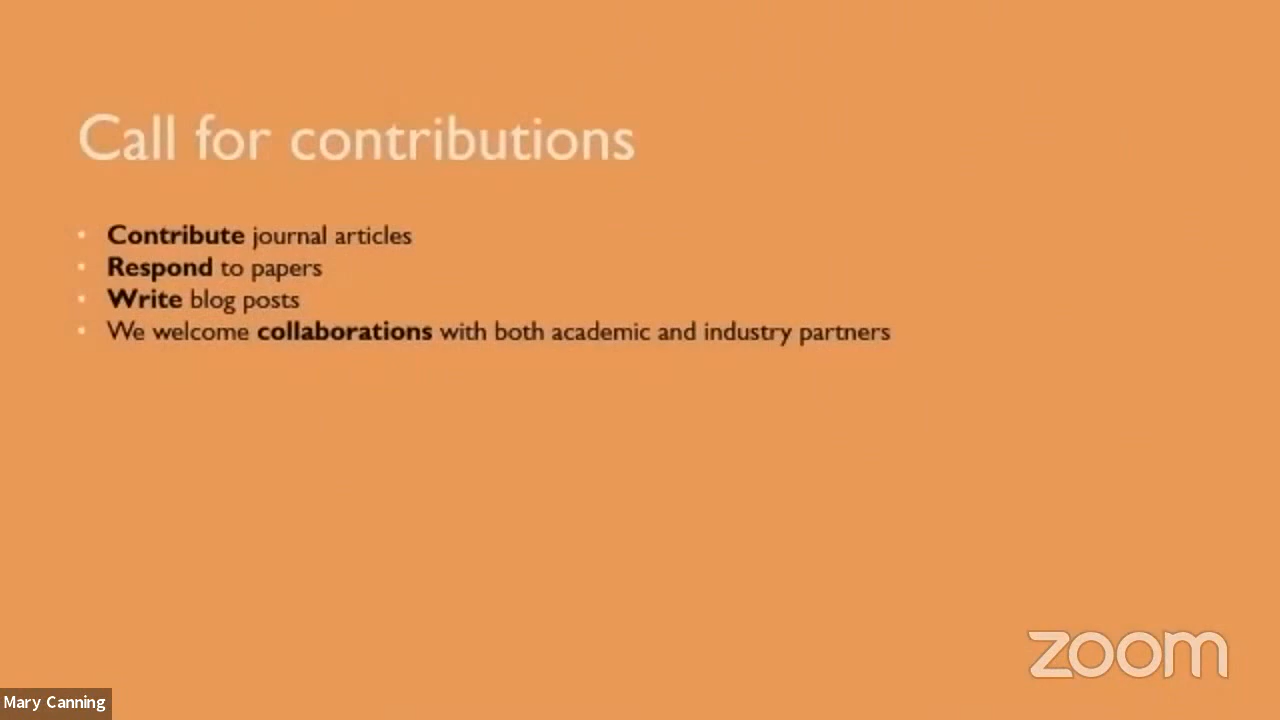 Call for contributions
• Contribute journal articles
• Respond to papers
• Write blog posts
• We welcome collaborations with both academic and industry partners
zoom
Mary Canning